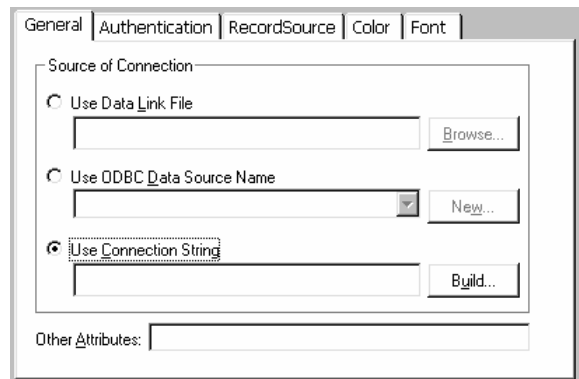 General Authentication RecordSource Color Font
Source of Connection
Use Data Link File
Browse...
Use ODBC Data Source Name
New...
Use Connection String
Build...
Other Attributes: